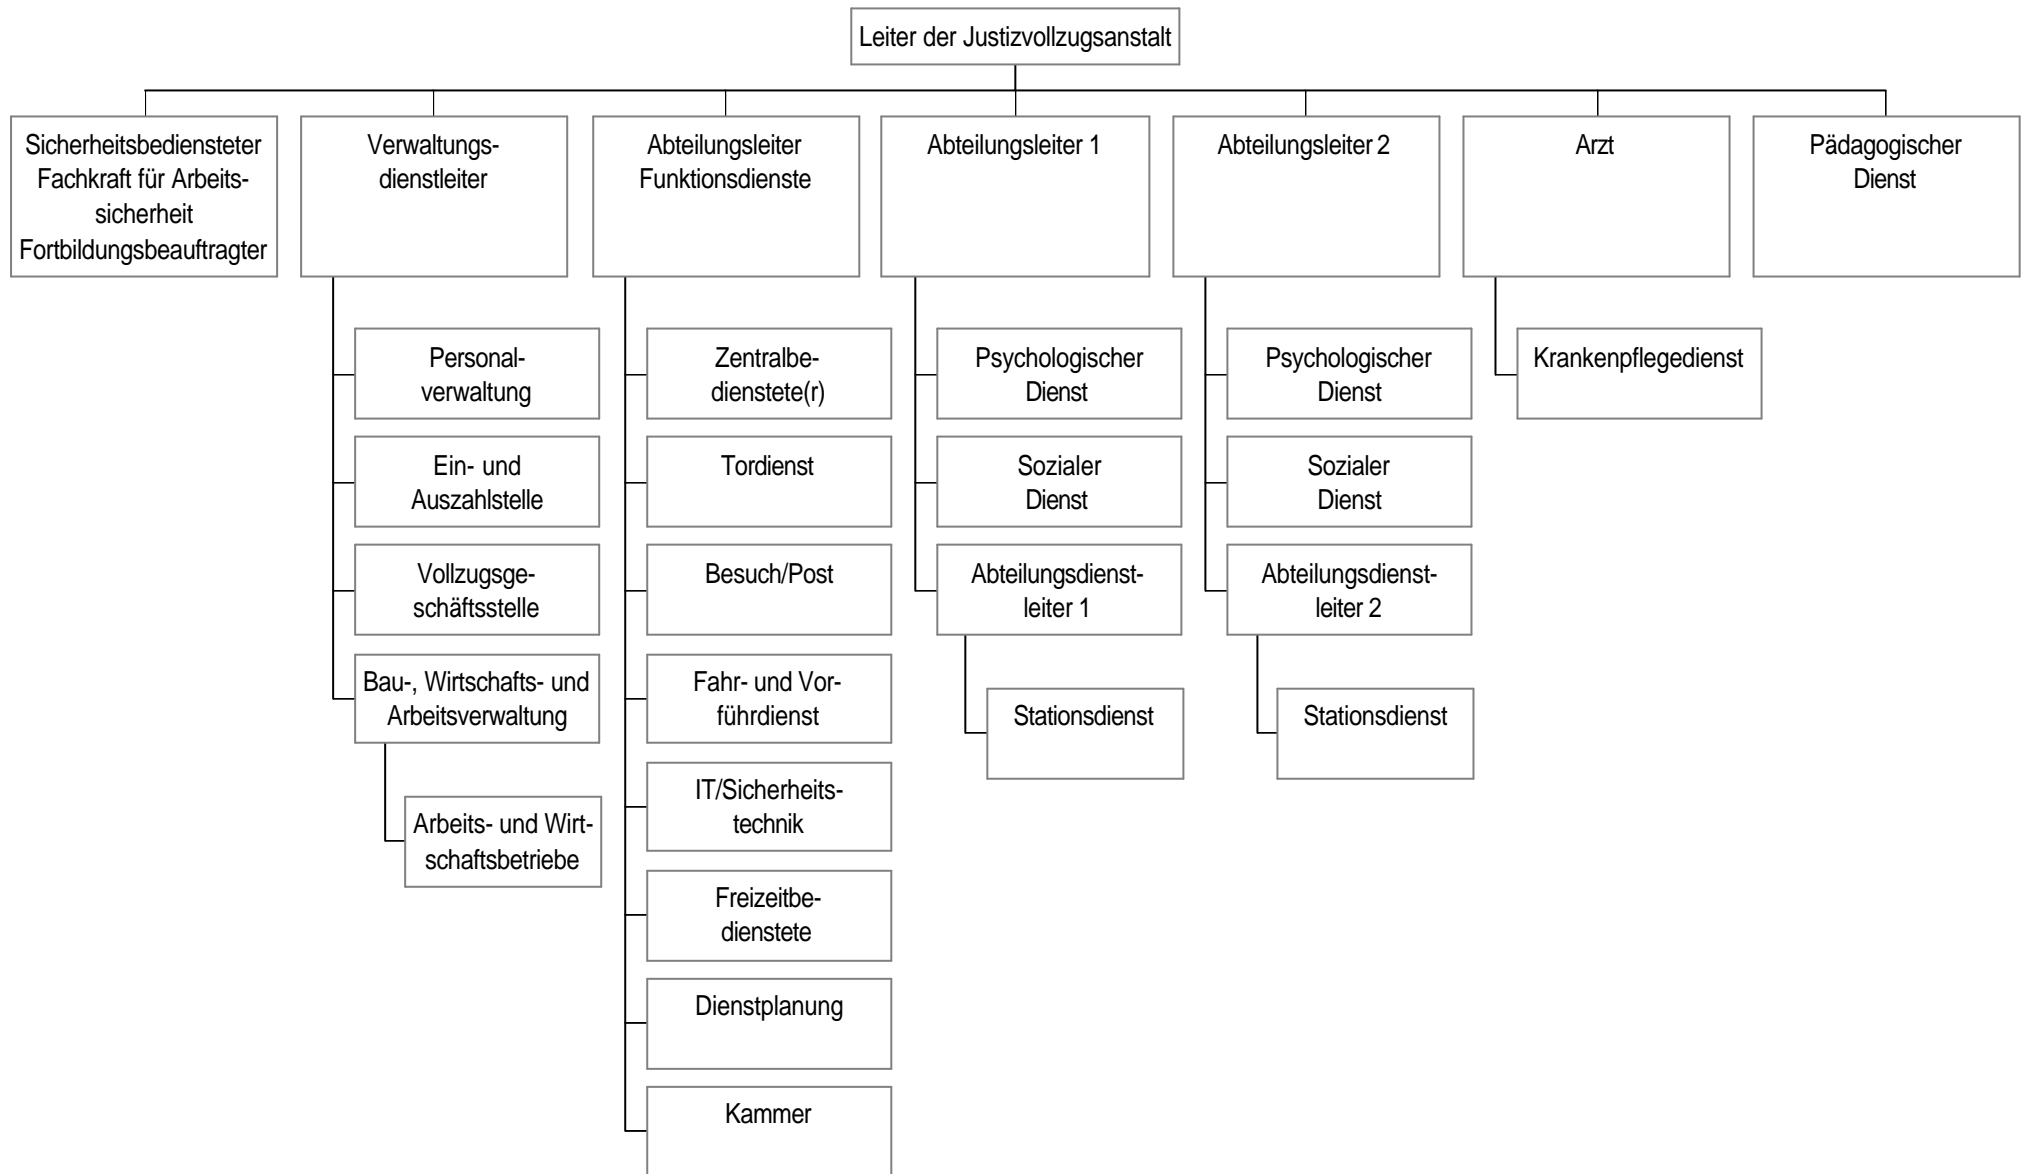 Leiter der Justizvollzugsanstalt
Sicherheitsbediensteter
Fachkraft für Arbeits-
sicherheit
Fortbildungsbeauftragter
Verwaltungs-
dienstleiter
Abteilungsleiter
Funktionsdienste
Abteilungsleiter 1
Abteilungsleiter 2
Arzt
Pädagogischer
Dienst
Personal-
verwaltung
Ein- und
Auszahlstelle
Vollzugsge-
schäftsstelle
Bau-, Wirtschafts- und
Arbeitsverwaltung
Arbeits- und Wirt-
schaftsbetriebe
Zentralbe-
dienstete(r)
Tordienst
Besuch/Post
Fahr- und Vor-
führdienst
IT/Sicherheits-
technik
Freizeitbe-
dienstete
Dienstplanung
Kammer
Psychologischer
Dienst
Sozialer
Dienst
Abteilungsdienst-
leiter 1
Stationsdienst
Psychologischer
Dienst
Sozialer
Dienst
Abteilungsdienst-
leiter 2
Stationsdienst
Krankenpflegedienst